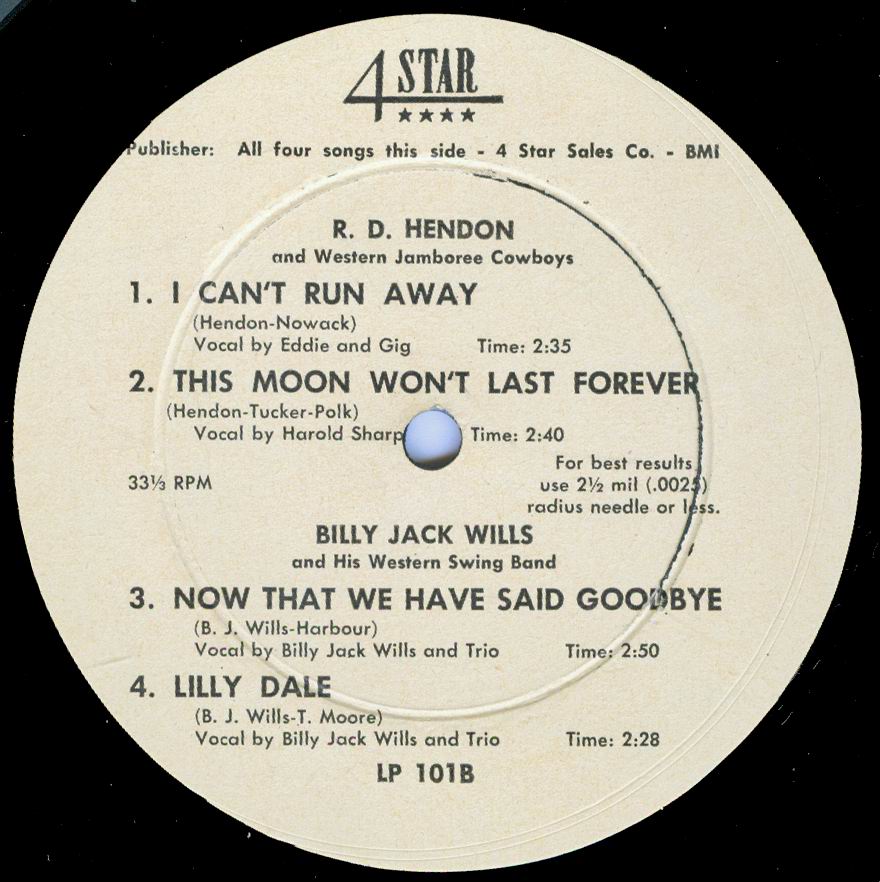 4 STAR
★★★★
Publisher: All four songs this side - 4 Star Sales Co. - BMI
R. D. HENDON
and Western Jamboree Cowboys
1. I CAN'T RUN AWAY
(Hendon-Nowack)
Vocal by Eddie and Gig Time: 2:35
2. THIS MOON WON'T LAST FOREVER
(Hendon-Tucker-Polk)
Vocal by Harold Sharp Time: 2:40
For best results
33⅓ RPM use 2½ mil (.0025)
radius needle or less.
BILLY JACK WILLS
and His Western Swing Band
3. NOW THAT WE HAVE SAID GOODBYE
(B. J. Wills-Harbour)
Vocal by Billy Jack Wills and Trio Time: 2:50
4. LILLY DALE
(B. J. Wills-T. Moore)
Vocal by Billy Jack Wills and Trio Time: 2:28
LP 101B